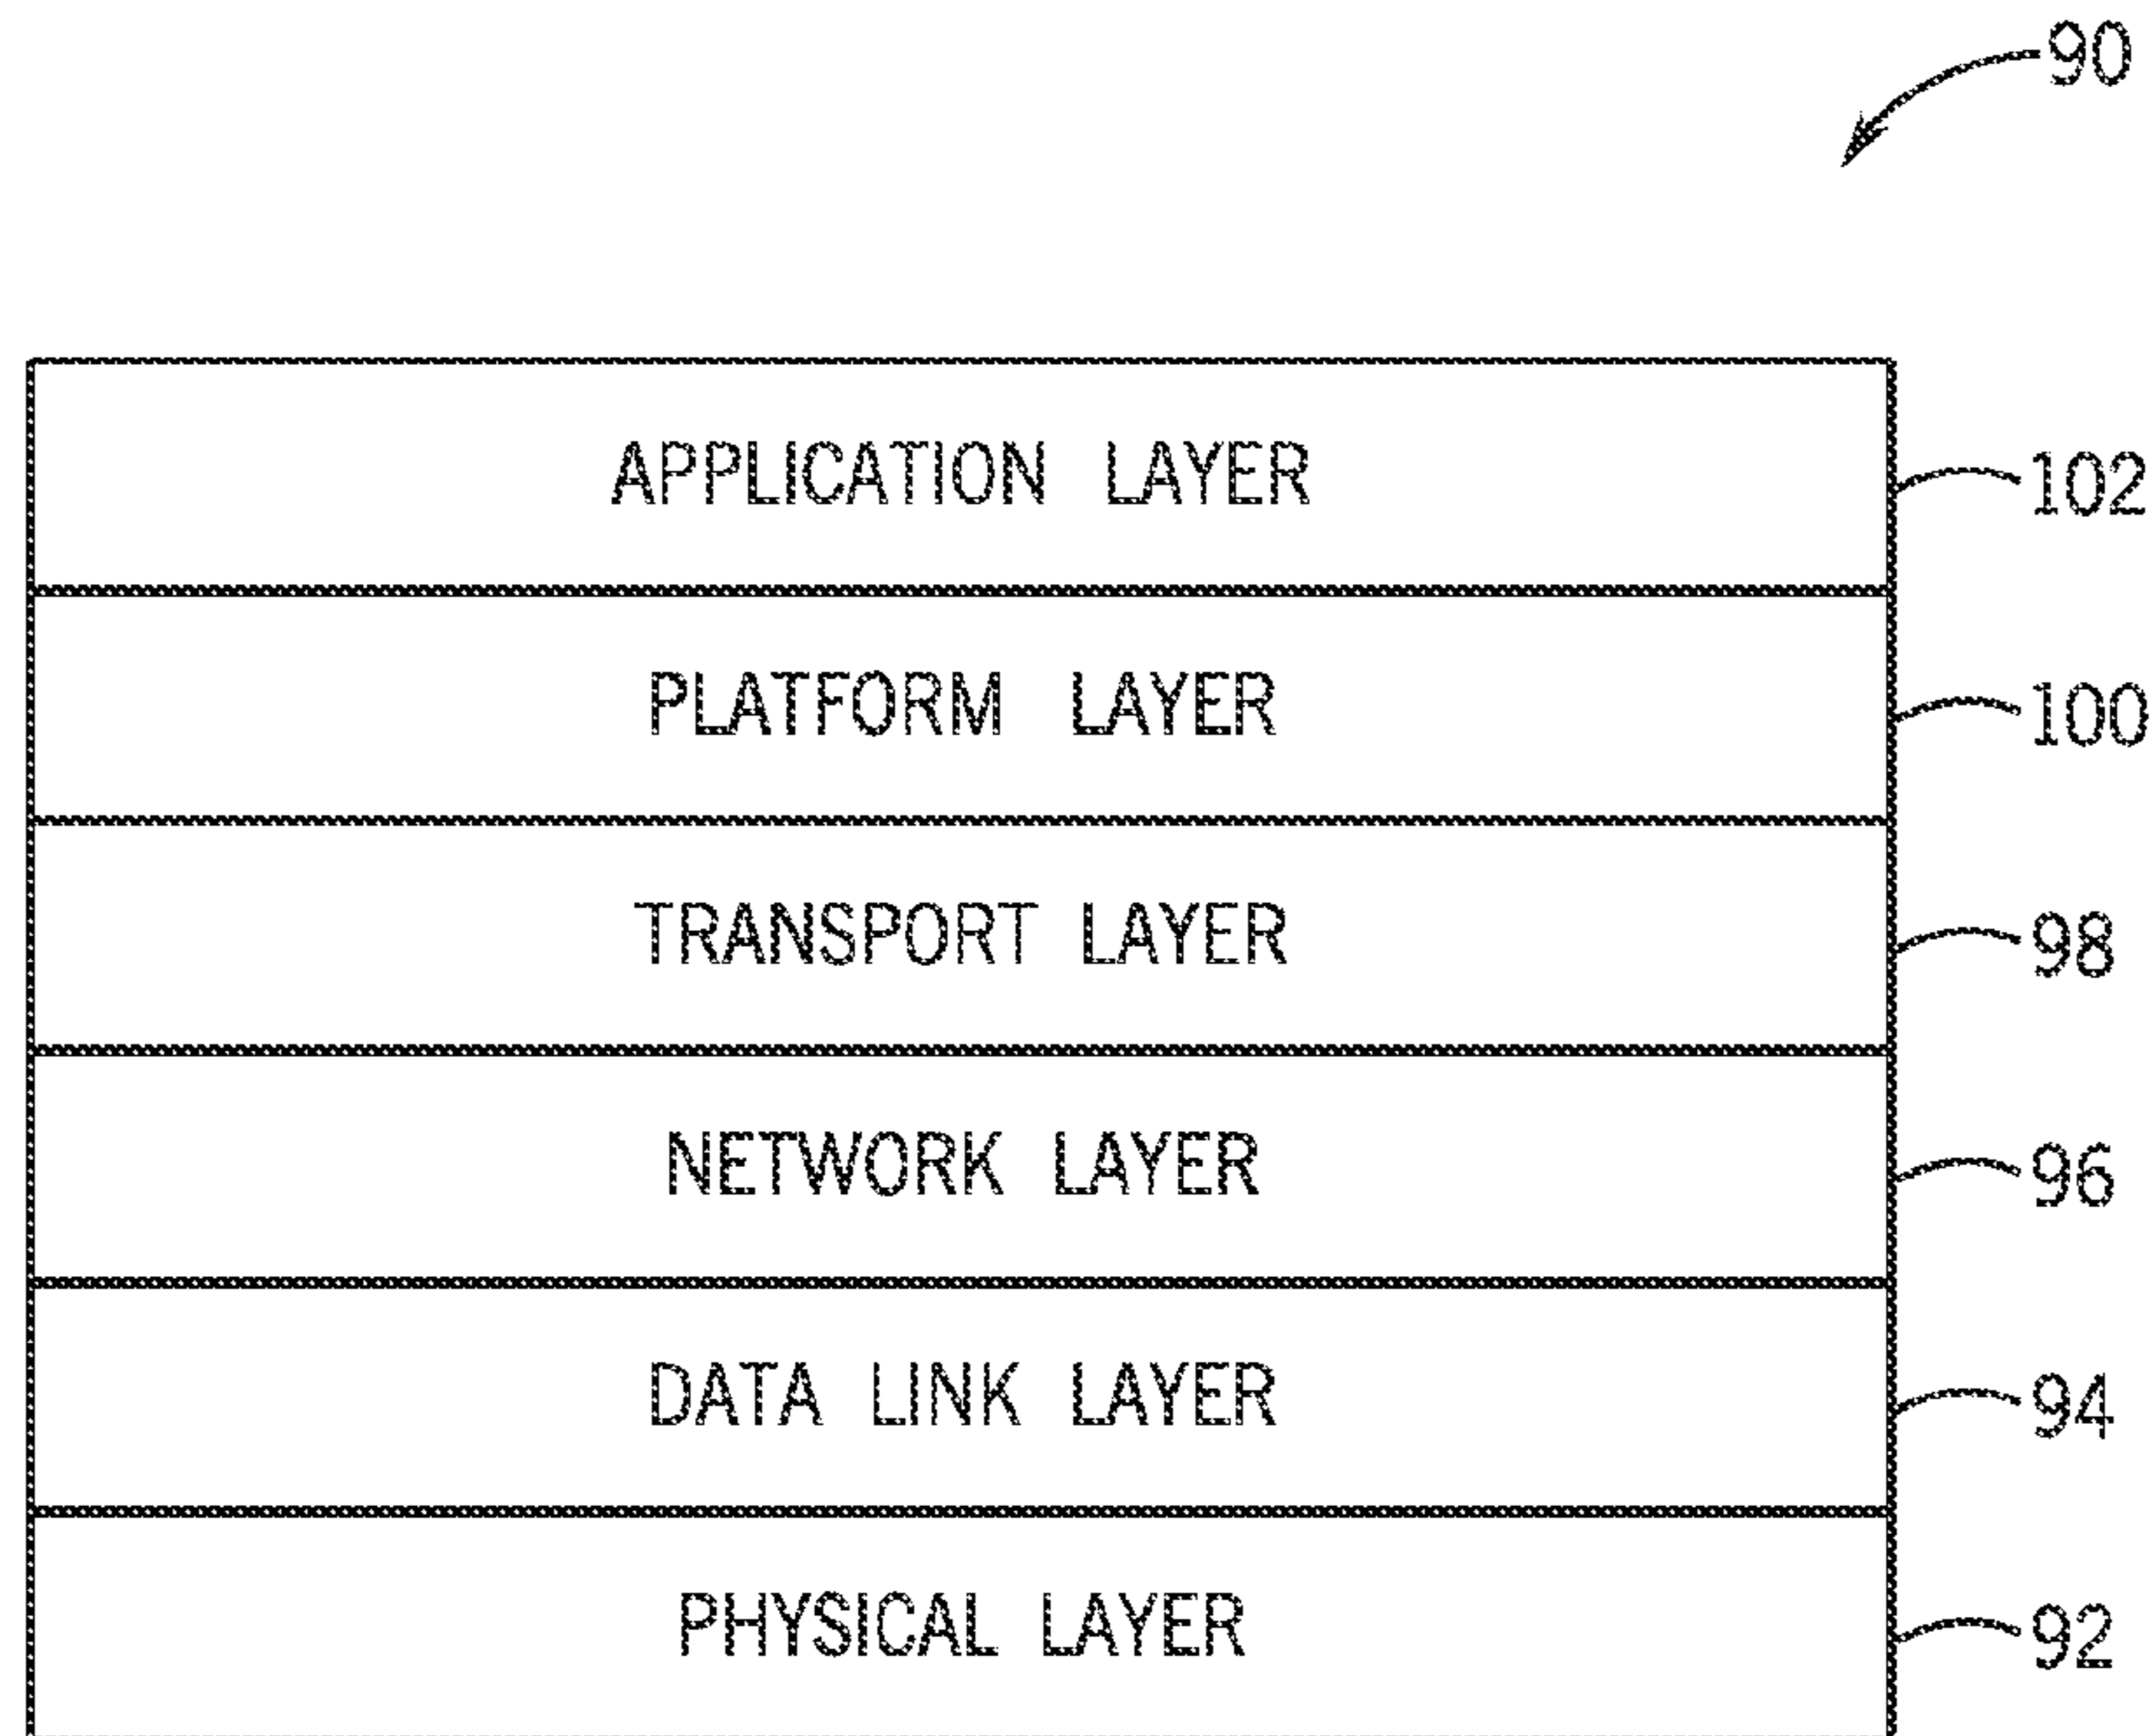 90
APPLICATION LAYER 102
PLATFORM LAYER 100
TRANSPORT LAYER 98
NETWORK LAYER 96
DATA LINK LAYER 94
PHYSICAL LAYER 92